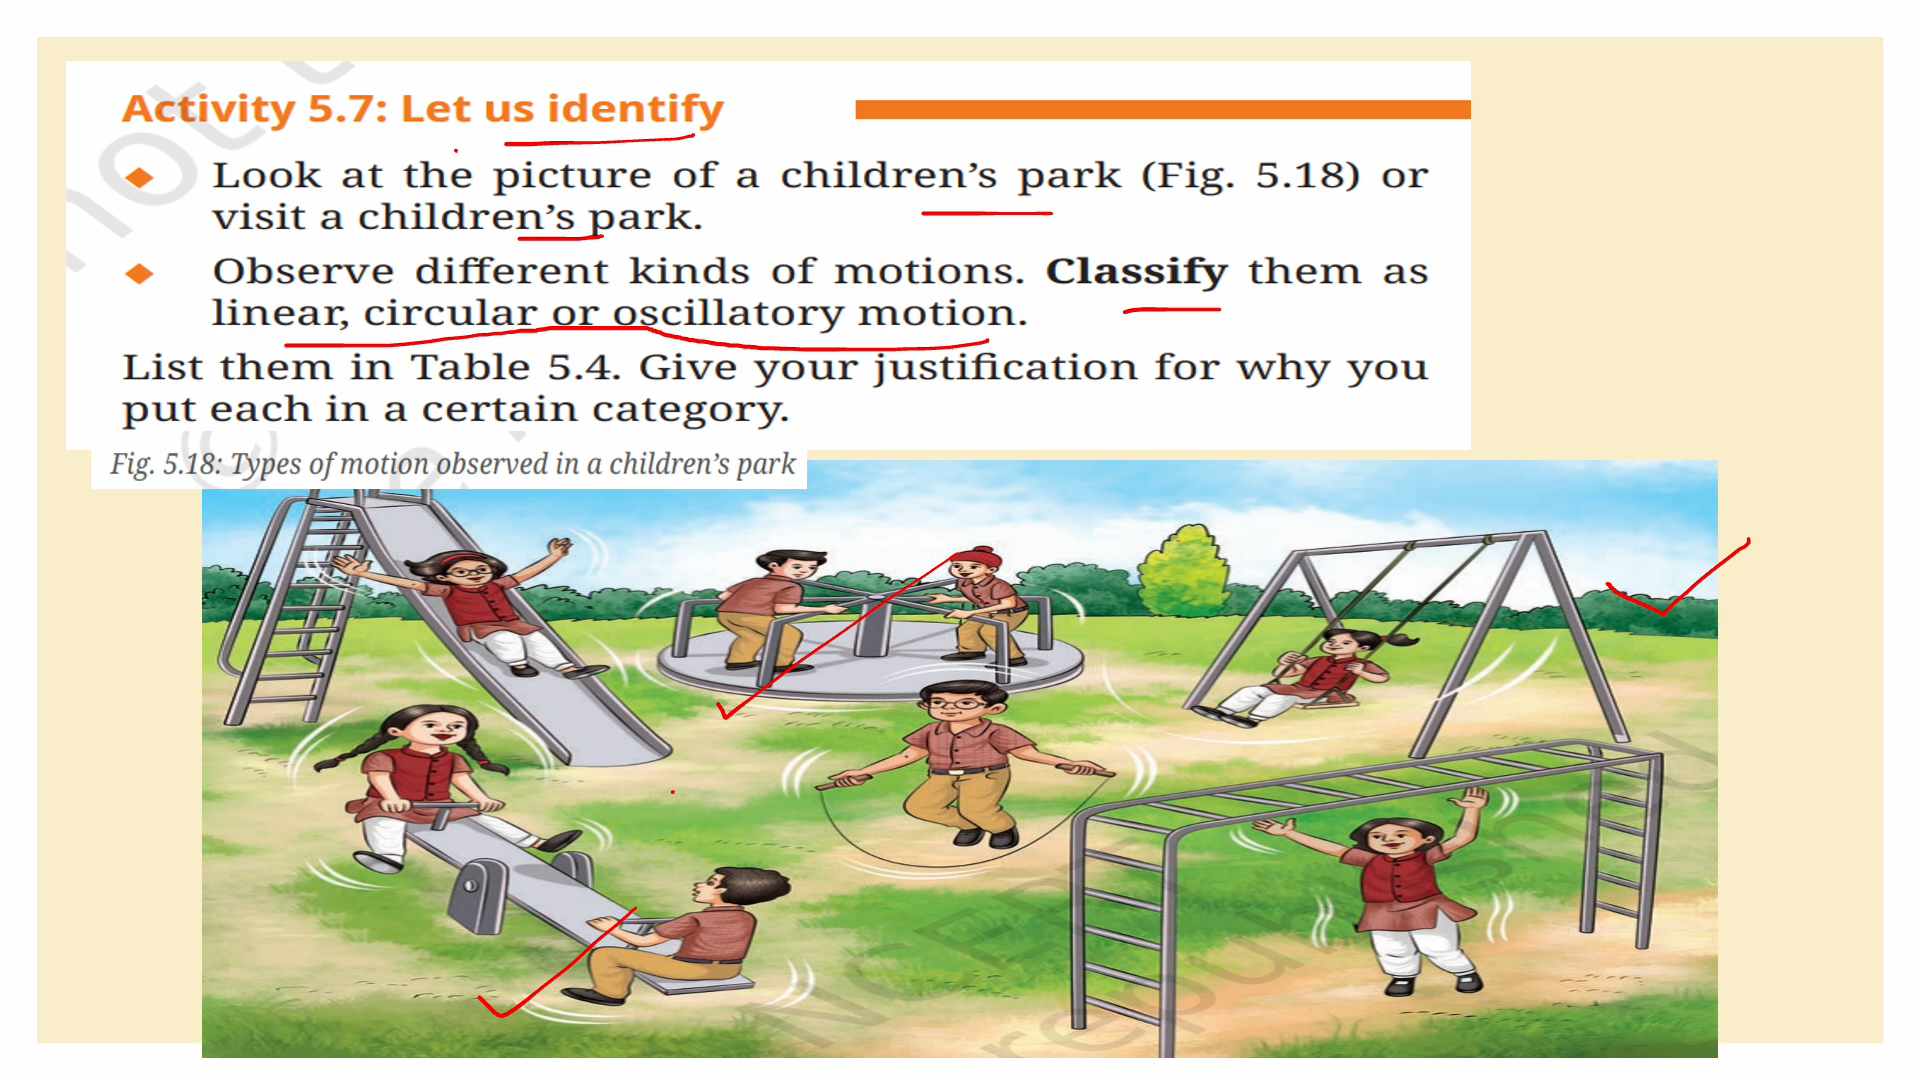 Activity 5.7: Let us identify
Look at the picture of a children's park (Fig. 5.18) or
visit a children's park.
Observe different kinds of motions. Classify them as
linear, circular or oscillatory motion.
List them in Table 5.4. Give your justification for why you
put each in a certain category.
Fig. 5.18: Types of motion observed in a children's park
not
©
NCE